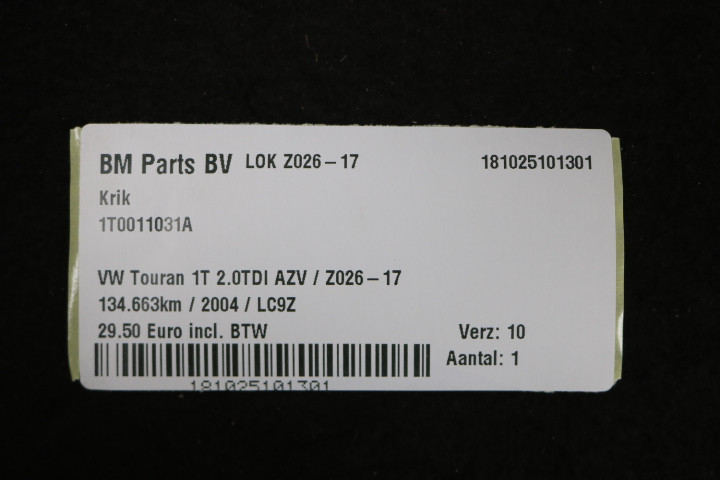 BM Parts BV LOK Z026-17 181025101301
Krik
1T0011031A
VW Touran 1T 2.0TDI AZV / Z026-17
134.663km / 2004 / LC9Z
29.50 Euro incl. BTW Verz: 10
Aantal: 1
181025101301